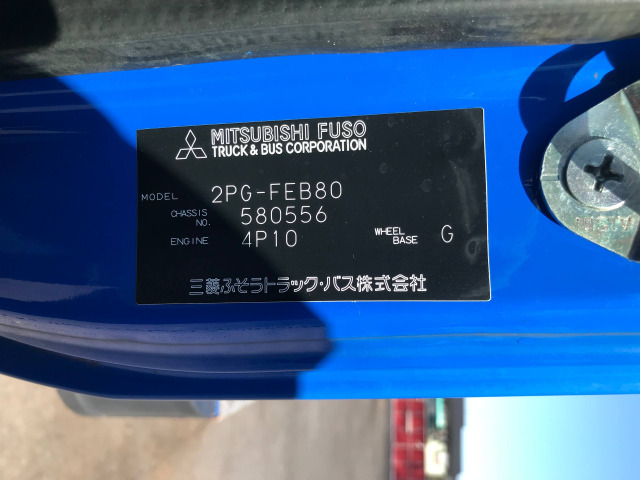 MITSUBISHI FUSO
TRUCK & BUS CORPORATION
MODEL 2PG-FEB80
CHASSIS NO. 580556
ENGINE 4P10 WHEEL BASE G
三菱ふそうトラック・バス株式会社